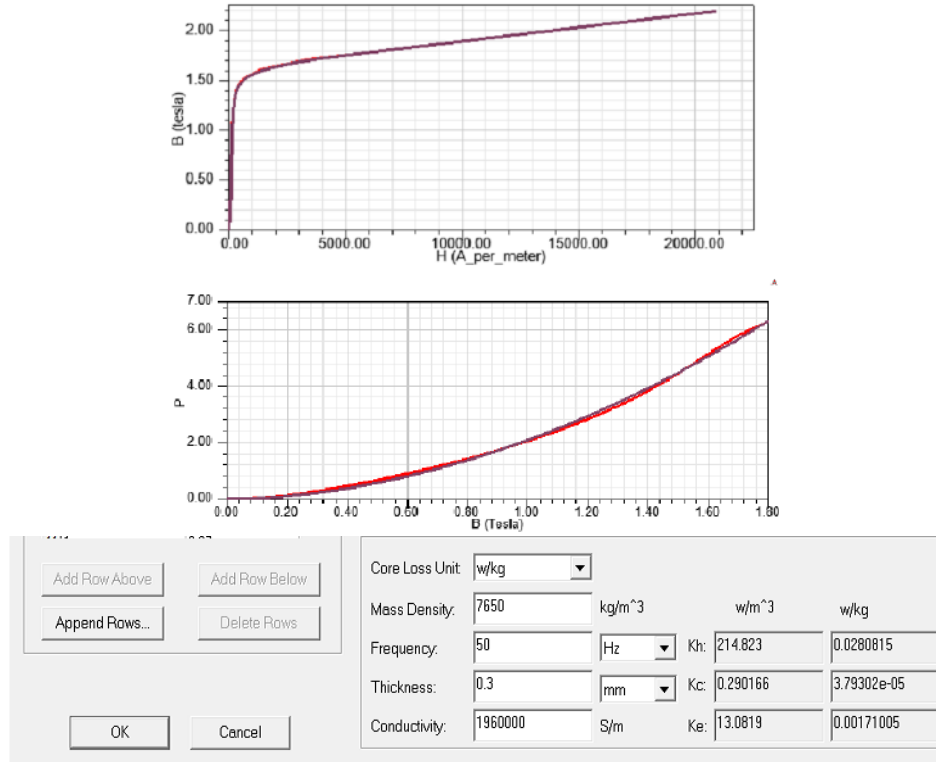 2.00
1.50
1.00
0.50
0.00
B (tesla)
0.00 5000.00 10000.00 15000.00 20000.00
H (A_per_meter)
A
7.00
6.00
4.00
2.00
0.00
P
0.00 0.20 0.40 0.60 0.80 1.00 1.20 1.40 1.60 1.80
B (Tesla)
Core Loss Unit: w/kg
Add Row Above Add Row Below
Mass Density: 7650 kg/m^3 w/m^3 w/kg
Append Rows... Delete Rows
Frequency: 50 Hz Kh: 214.823 0.0280815
Thickness: 0.3 mm Kc: 0.290166 3.79302e-05
OK Cancel
Conductivity: 1960000 S/m Ke: 13.0819 0.00171005